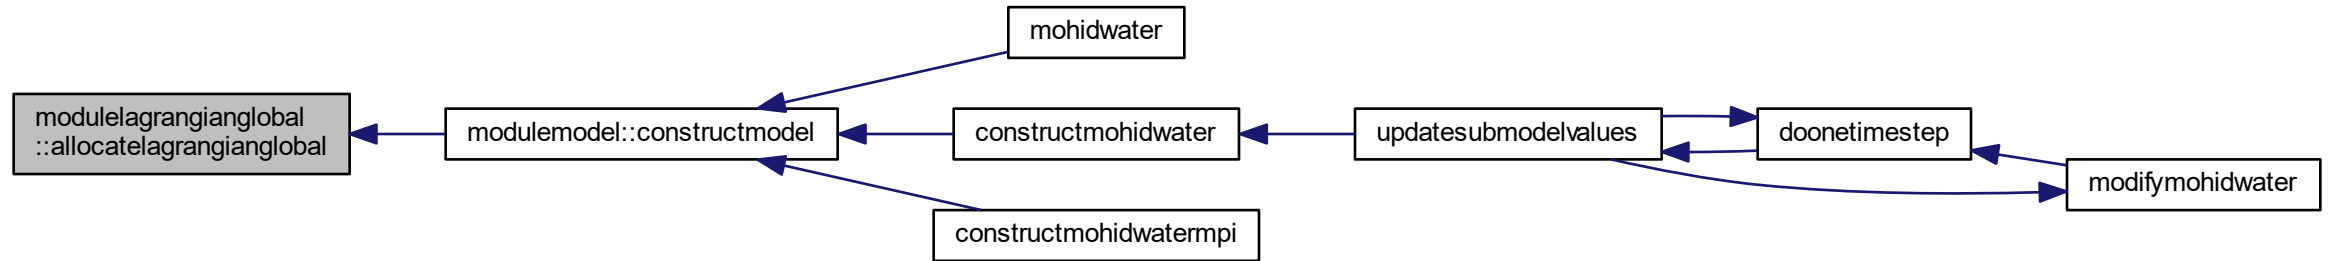 mohidwater
modulelagrangianglobal
::allocatelagrangianglobal
modulemodel::constructmodel
constructmohidwater
updatesubmodelvalues
doonetimestep
modifymohidwater
constructmohidwatermpi